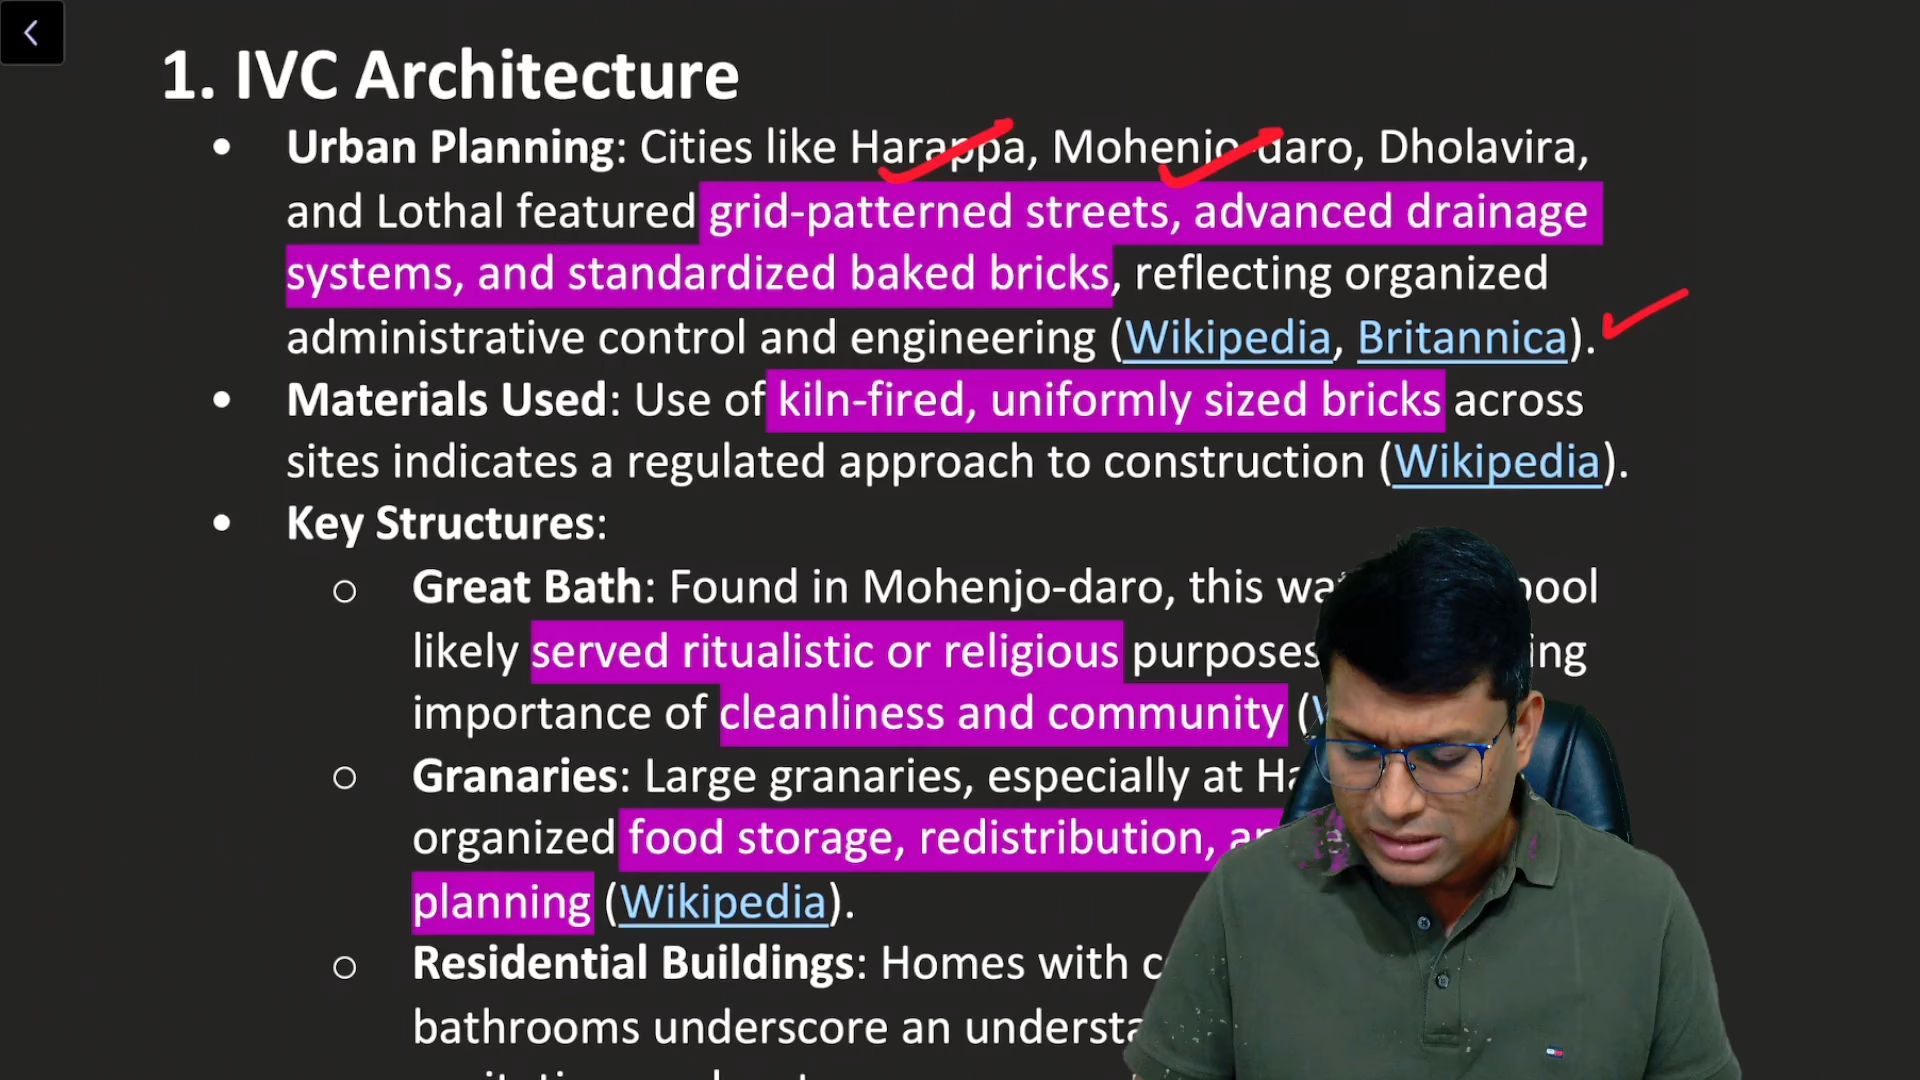 1. IVC Architecture
• Urban Planning: Cities like Harappa, Mohenjo-daro, Dholavira,
and Lothal featured grid-patterned streets, advanced drainage
systems, and standardized baked bricks, reflecting organized
administrative control and engineering (Wikipedia, Britannica).
• Materials Used: Use of kiln-fired, uniformly sized bricks across
sites indicates a regulated approach to construction (Wikipedia).
• Key Structures:
o Great Bath: Found in Mohenjo-daro, this
likely served ritualistic or religious purposes
importance of cleanliness and community (
o Granaries: Large granaries, especially at
organized food storage, redistribution,
planning (Wikipedia).
o Residential Buildings: Homes with
bathrooms underscore an